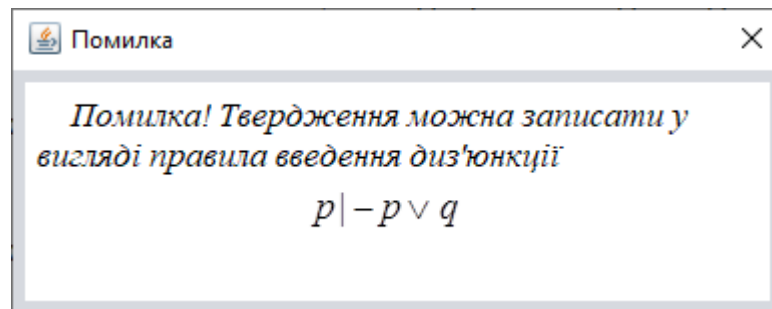 Помилка
Помилка! Твердження можна записати у
вигляді правила введення диз'юнкції
p|−p∨q